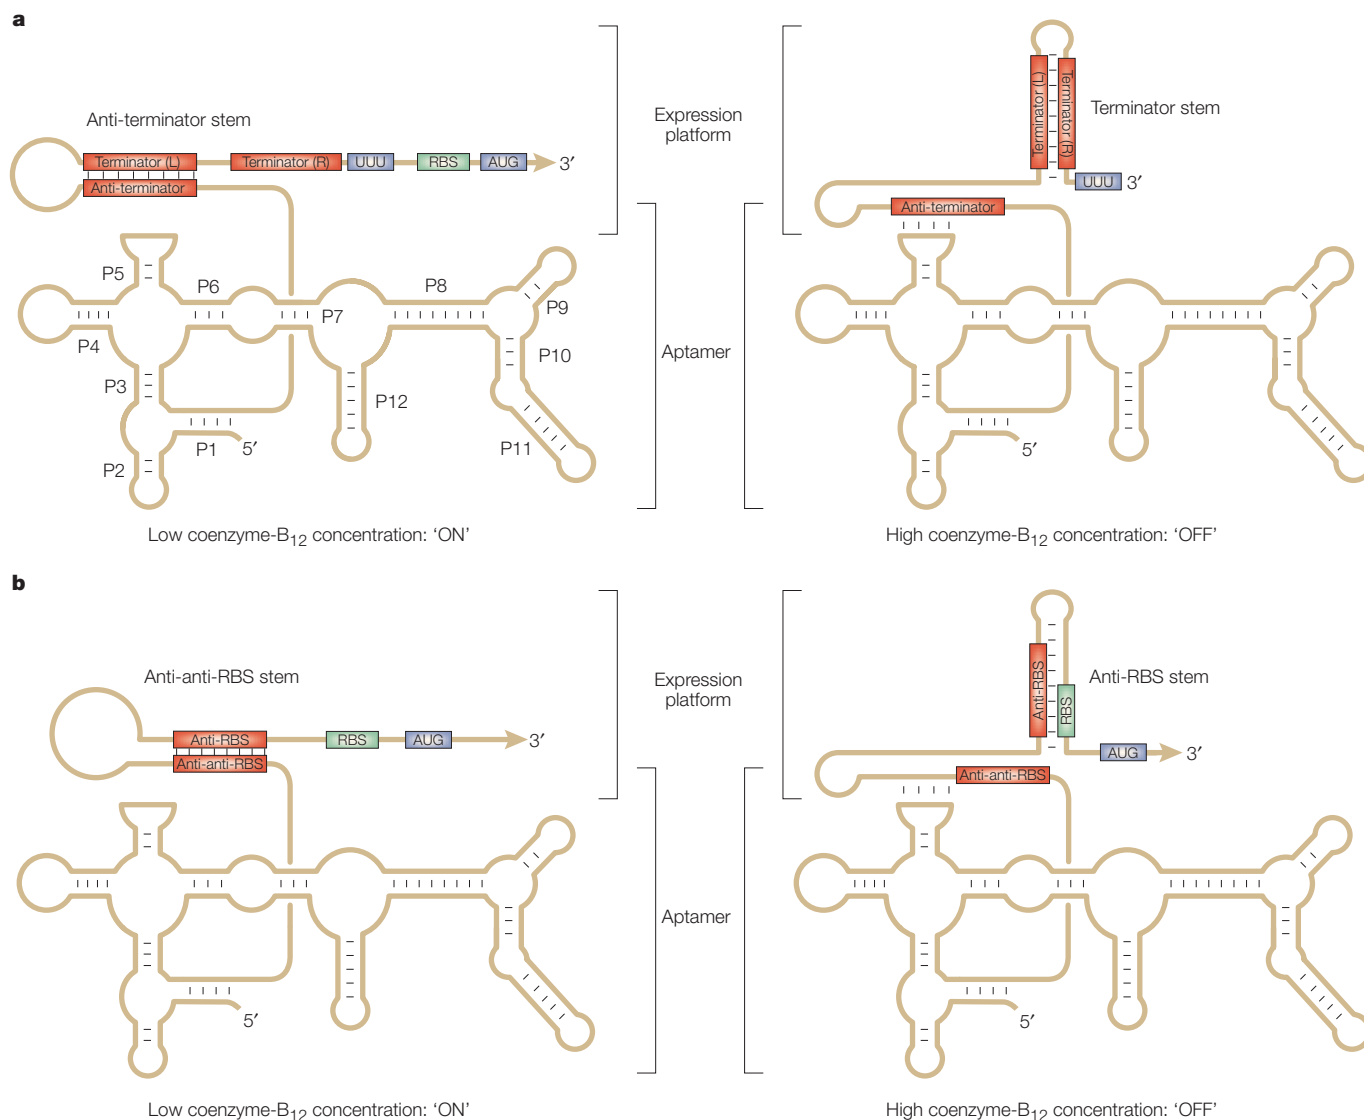 a
Anti-terminator stem
Terminator (L)
Terminator (R)
UUU
RBS
AUG
3′
Anti-terminator
P5
P6
P8
P9
P7
P4
P10
P3
P12
P1
5′
P11
P2
Low coenzyme-B12 concentration: 'ON'
Expression
platform
Aptamer
Terminator (L)
Terminator (R)
Terminator stem
UUU
3′
Anti-terminator
5′
High coenzyme-B12 concentration: 'OFF'
b
Anti-anti-RBS stem
Anti-RBS
RBS
AUG
3′
Anti-anti-RBS
5′
Low coenzyme-B12 concentration: 'ON'
Expression
platform
Aptamer
Anti-RBS
RBS
Anti-RBS stem
AUG
3′
Anti-anti-RBS
5′
High coenzyme-B12 concentration: 'OFF'